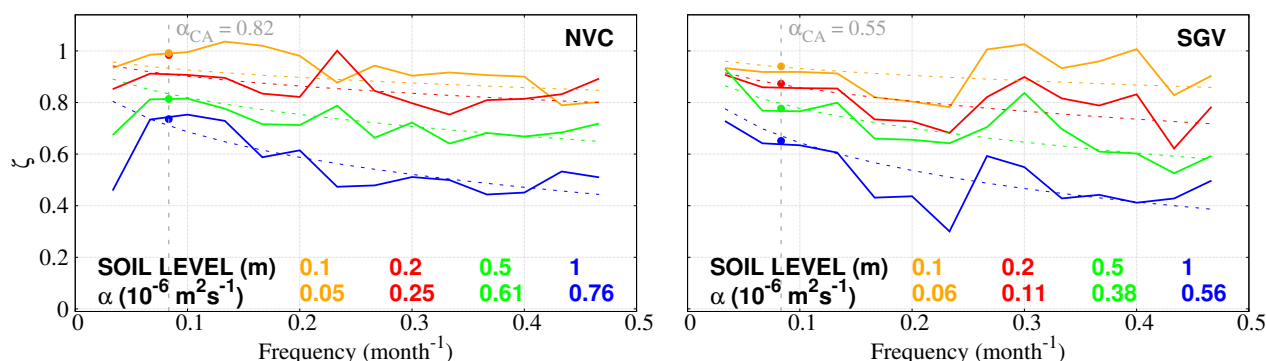 α_CA = 0.82
NVC
1
0.8
0.6
0.4
0.2
0
ζ
SOIL LEVEL (m) 0.1 0.2 0.5 1
α (10⁻⁶ m²s⁻¹) 0.05 0.25 0.61 0.76
0 0.1 0.2 0.3 0.4 0.5
Frequency (month⁻¹)
α_CA = 0.55
SGV
SOIL LEVEL (m) 0.1 0.2 0.5 1
α (10⁻⁶ m²s⁻¹) 0.06 0.11 0.38 0.56
0 0.1 0.2 0.3 0.4 0.5
Frequency (month⁻¹)